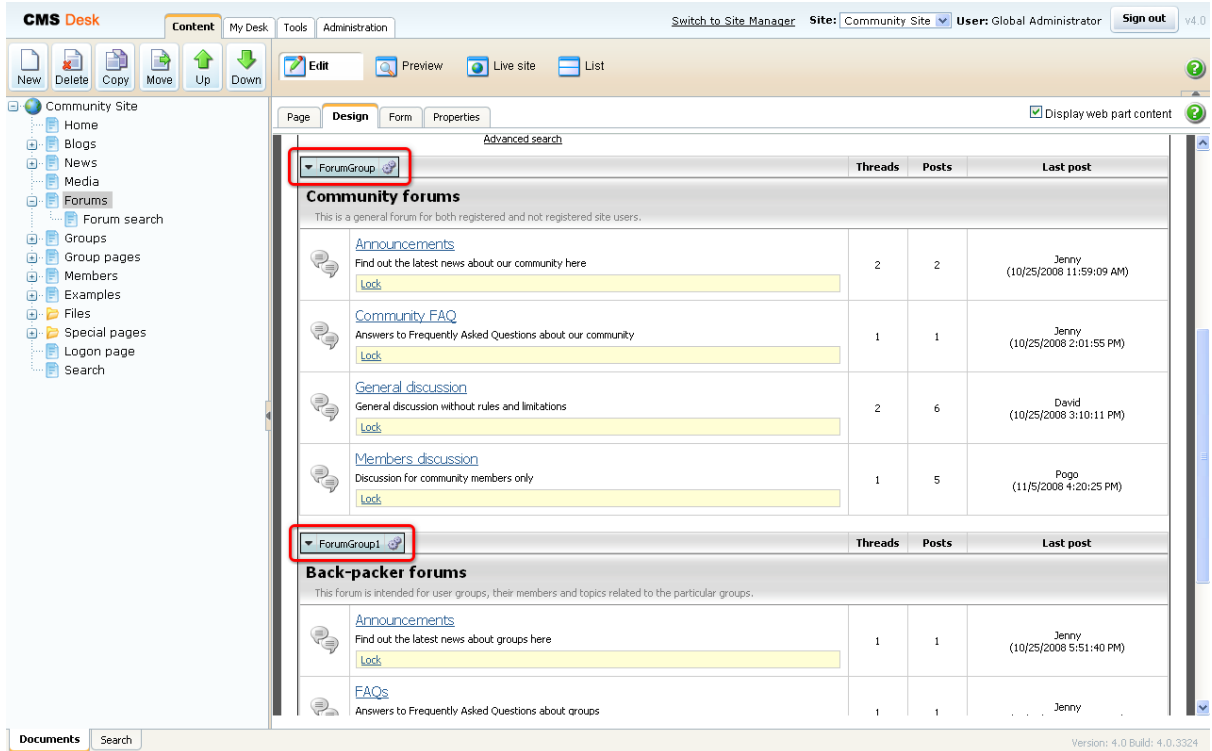 CMS Desk
Content My Desk Tools Administration
Switch to Site Manager Site: Community Site User: Global Administrator Sign out v4.0
New Delete Copy Move Up Down
Edit Preview Live site List
Community Site
Home
Blogs
News
Media
Forums
Forum search
Groups
Group pages
Members
Examples
Files
Special pages
Logon page
Search
Page Design Form Properties
Display web part content
Advanced search
ForumGroup Threads Posts Last post
Community forums
This is a general forum for both registered and not registered site users.
Announcements
Find out the latest news about our community here
Lock
2 2 Jenny
(10/25/2008 11:59:09 AM)
Community FAQ
Answers to Frequently Asked Questions about our community
Lock
1 1 Jenny
(10/25/2008 2:01:55 PM)
General discussion
General discussion without rules and limitations
Lock
2 6 David
(10/25/2008 3:10:11 PM)
Members discussion
Discussion for community members only
Lock
1 5 Pogo
(11/5/2008 4:20:25 PM)
ForumGroup1 Threads Posts Last post
Back-packer forums
This forum is intended for user groups, their members and topics related to the particular groups.
Announcements
Find out the latest news about groups here
Lock
1 1 Jenny
(10/25/2008 5:51:40 PM)
FAQs
Answers to Frequently Asked Questions about groups
1 1 Jenny
Documents Search
Version: 4.0 Build: 4.0.3324